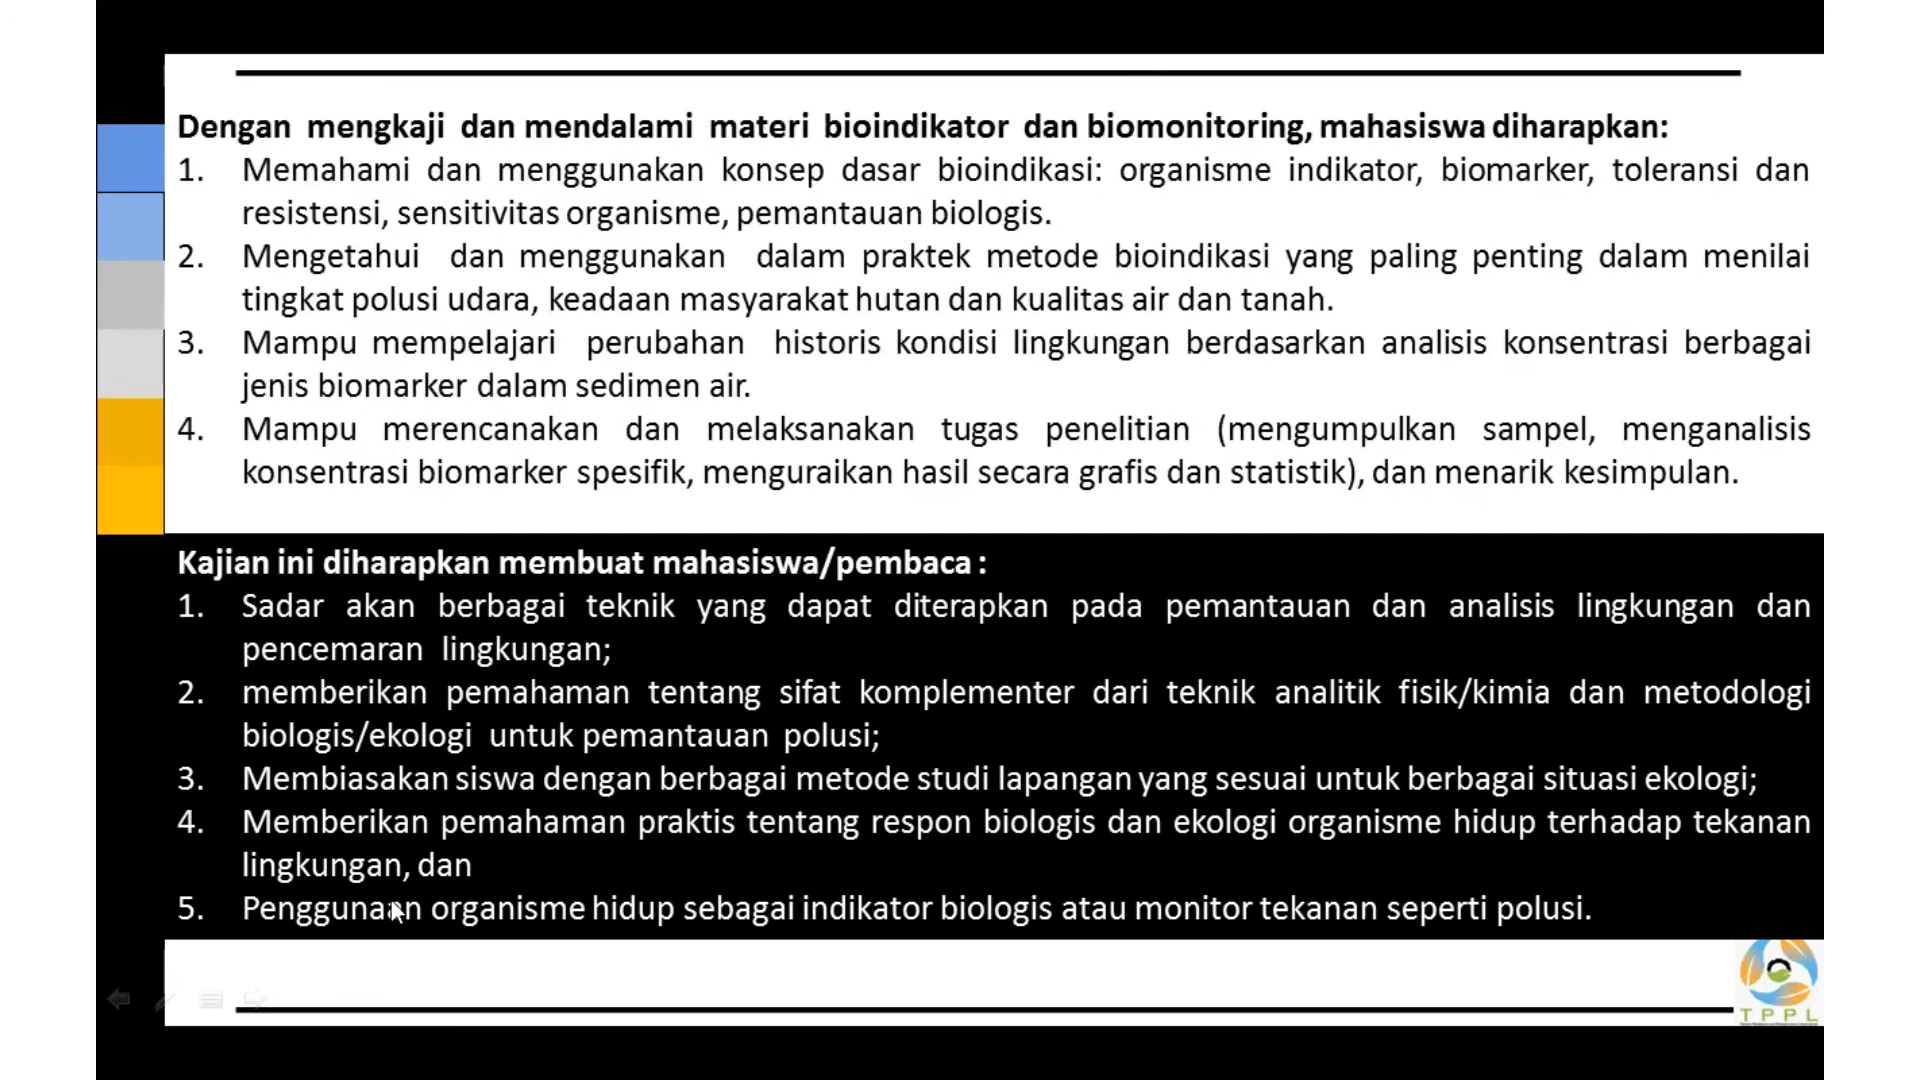 Dengan mengkaji dan mendalami materi bioindikator dan biomonitoring, mahasiswa diharapkan:
1. Memahami dan menggunakan konsep dasar bioindikasi: organisme indikator, biomarker, toleransi dan
resistensi, sensitivitas organisme, pemantauan biologis.
2. Mengetahui dan menggunakan dalam praktek metode bioindikasi yang paling penting dalam menilai
tingkat polusi udara, keadaan masyarakat hutan dan kualitas air dan tanah.
3. Mampu mempelajari perubahan historis kondisi lingkungan berdasarkan analisis konsentrasi berbagai
jenis biomarker dalam sedimen air.
4. Mampu merencanakan dan melaksanakan tugas penelitian (mengumpulkan sampel, menganalisis
konsentrasi biomarker spesifik, menguraikan hasil secara grafis dan statistik), dan menarik kesimpulan.
Kajian ini diharapkan membuat mahasiswa/pembaca :
1. Sadar akan berbagai teknik yang dapat diterapkan pada pemantauan dan analisis lingkungan dan
pencemaran lingkungan;
2. memberikan pemahaman tentang sifat komplementer dari teknik analitik fisik/kimia dan metodologi
biologis/ekologi untuk pemantauan polusi;
3. Membiasakan siswa dengan berbagai metode studi lapangan yang sesuai untuk berbagai situasi ekologi;
4. Memberikan pemahaman praktis tentang respon biologis dan ekologi organisme hidup terhadap tekanan
lingkungan, dan
5. Penggunaan organisme hidup sebagai indikator biologis atau monitor tekanan seperti polusi.
TPPL